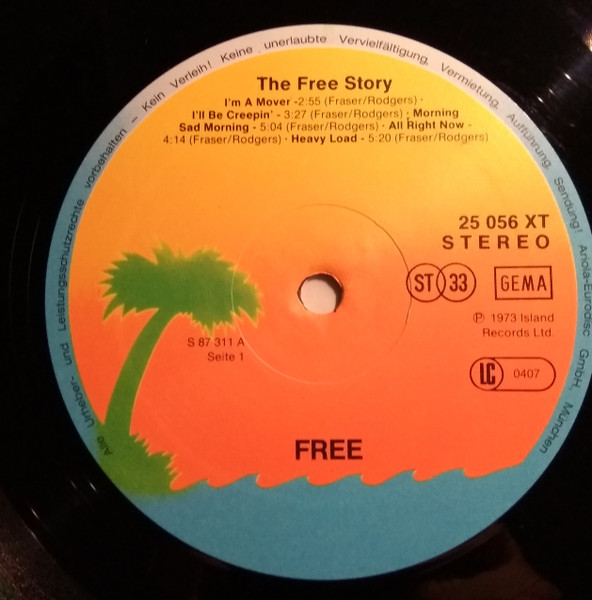 Alle Urheber- und Leistungsschutzrechte vorbehalten – Kein Verleih! Keine unerlaubte Vervielfältigung, Vermietung, Aufführung, Sendung! Ariola-Eurodisc GmbH, München
The Free Story
I'm A Mover -2:55 (Fraser/Rodgers) ·
I'll Be Creepin' - 3:27 (Fraser/Rodgers) · Morning
Sad Morning - 5:04 (Fraser/Rodgers) · All Right Now -
4:14 (Fraser/Rodgers) · Heavy Load - 5:20 (Fraser/Rodgers)
25 056 XT
STEREO
ST 33 GEMA
℗ 1973 Island
Records Ltd.
S 87 311 A
Seite 1
LC 0407
FREE